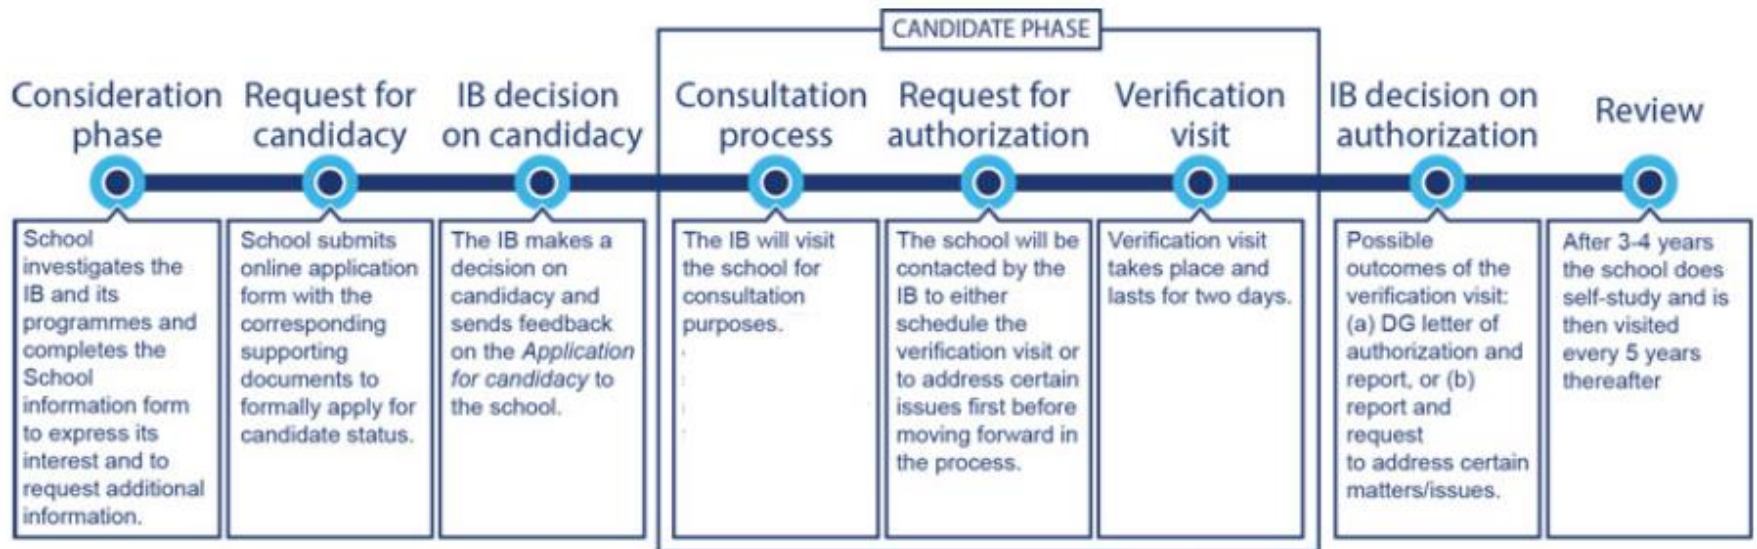 CANDIDATE PHASE
Consideration
phase
Request for
candidacy
IB decision
on candidacy
Consultation
process
Request for
authorization
Verification
visit
IB decision on
authorization
Review
School
investigates the
IB and its
programmes and
completes the
School
information form
to express its
interest and to
request additional
information.
School submits
online application
form with the
corresponding
supporting
documents to
formally apply for
candidate status.
The IB makes a
decision on
candidacy and
sends feedback
on the Application
for candidacy to
the school.
The IB will visit
the school for
consultation
purposes.
The school will be
contacted by the
IB to either
schedule the
verification visit or
to address certain
issues first before
moving forward in
the process.
Verification visit
takes place and
lasts for two days.
Possible
outcomes of the
verification visit:
(a) DG letter of
authorization and
report, or (b)
report and
request
to address certain
matters/issues.
After 3-4 years
the school does
self-study and is
then visited
every 5 years
thereafter